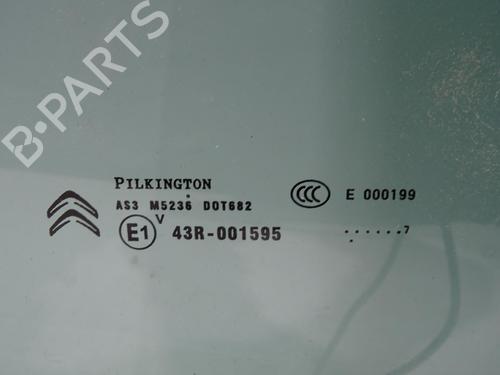 B-PARTS
PILKINGTON
AS3 M5236 DOT682
E1 V 43R-001595
CCC E 000199
. ......7